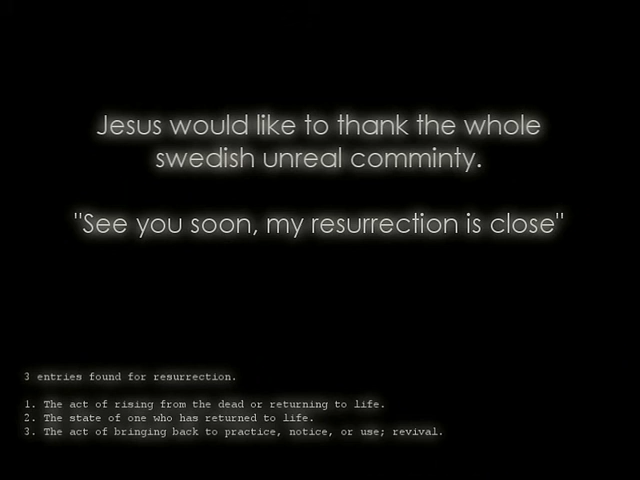 Jesus would like to thank the whole
swedish unreal comminty.
"See you soon, my resurrection is close"
3 entries found for resurrection.
1. The act of rising from the dead or returning to life.
2. The state of one who has returned to life.
3. The act of bringing back to practice, notice, or use; revival.